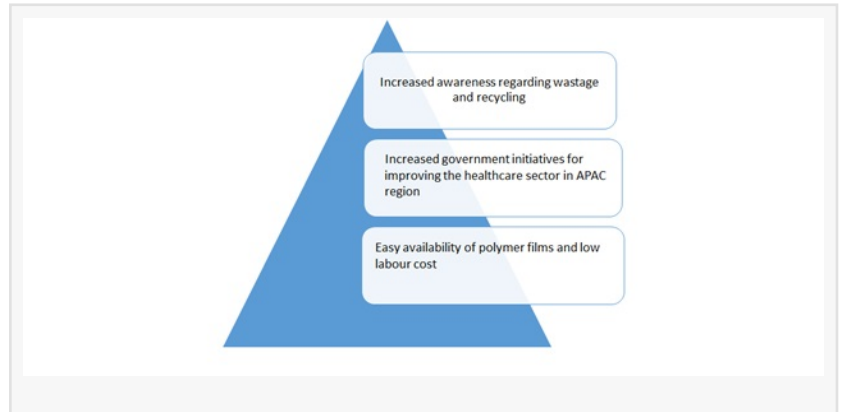 Increased awareness regarding wastage
and recycling
Increased government initiatives for
improving the healthcare sector in APAC
region
Easy availability of polymer films and low
labour cost